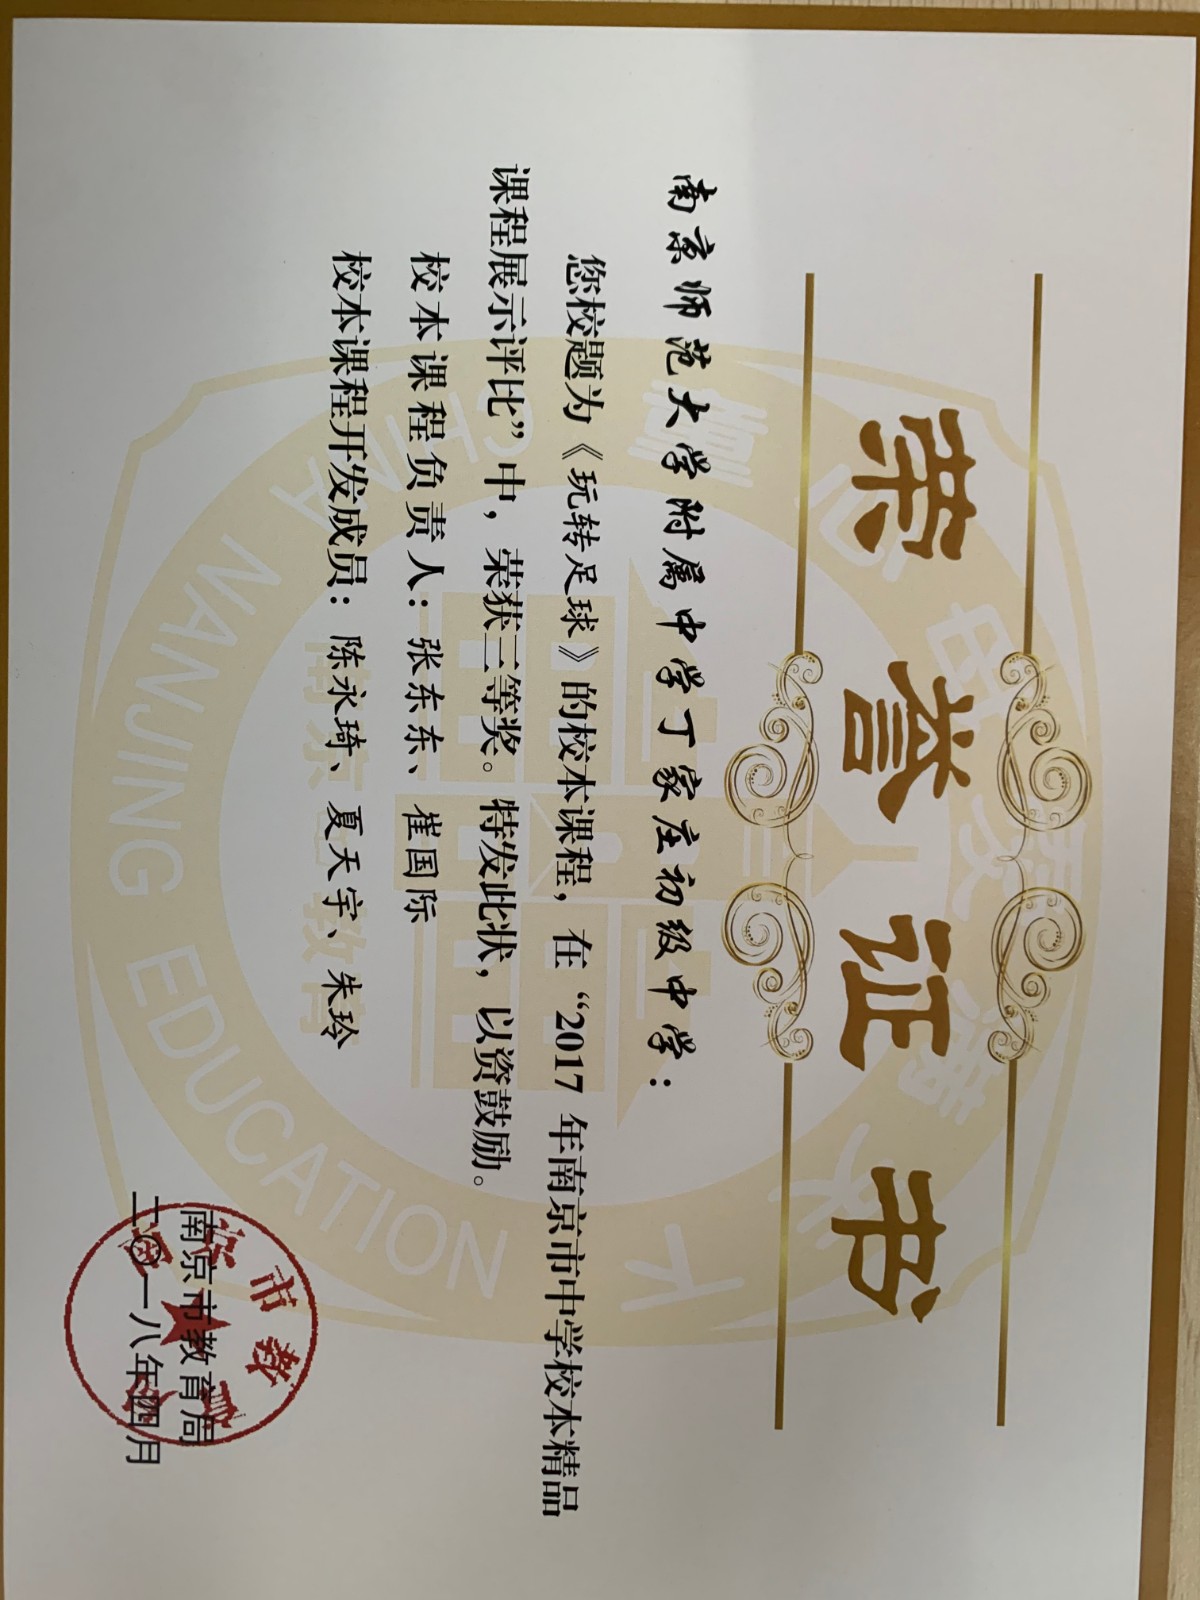 荣誉证书
南京师范大学附属中学丁家庄初级中学：
您校题为《玩转足球》的校本课程，在“2017 年南京市中学校本精品
课程展示评比”中，荣获三等奖。特发此状，以资鼓励。
校本课程负责人：张东东、崔国际
校本课程开发成员：陈永琦、夏天宇、朱玲
南京市教育局
二〇一八年四月
NANJING EDUCATION
CHINA